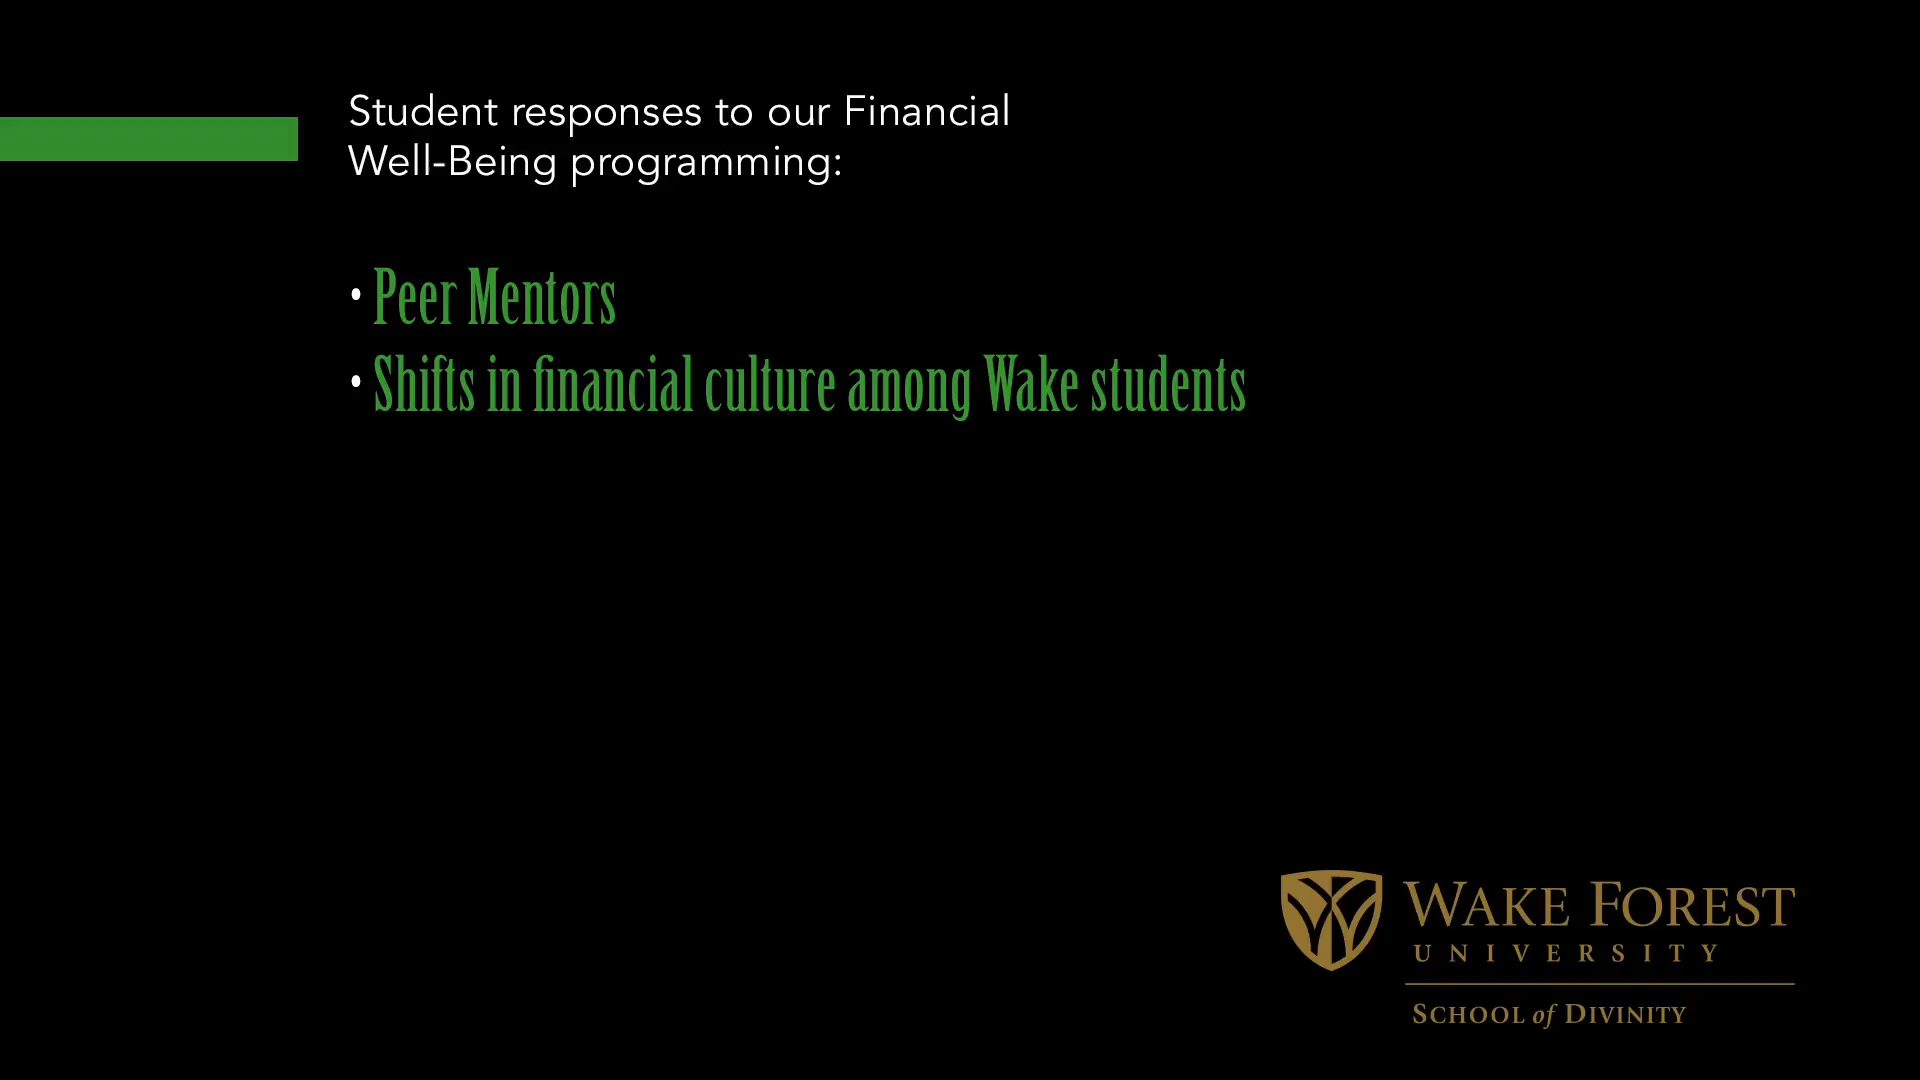 Student responses to our Financial
Well-Being programming:
• Peer Mentors
• Shifts in financial culture among Wake students
WAKE FOREST
UNIVERSITY
SCHOOL of DIVINITY